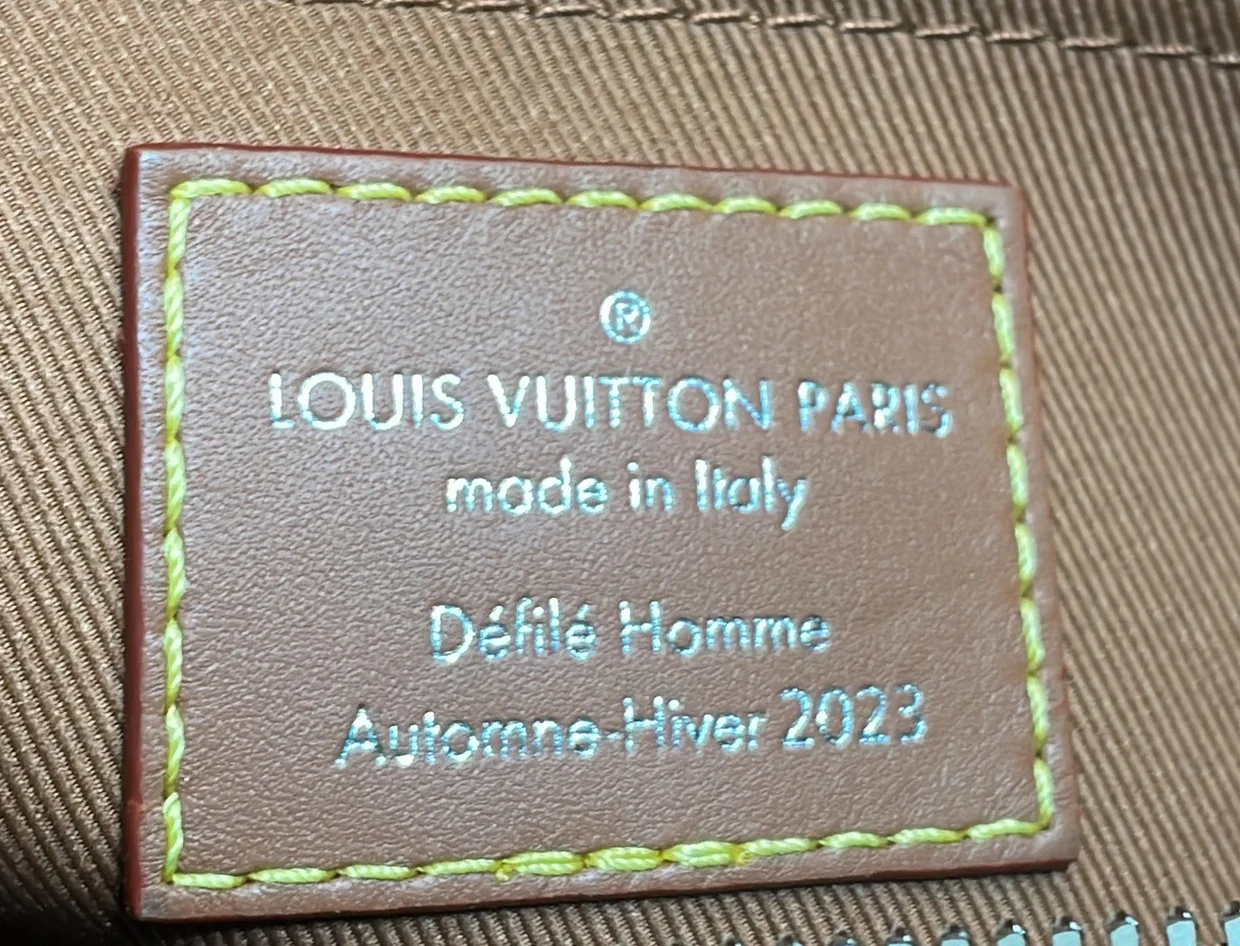 ®
LOUIS VUITTON PARIS
made in Italy
Défilé Homme
Automne-Hiver 2023